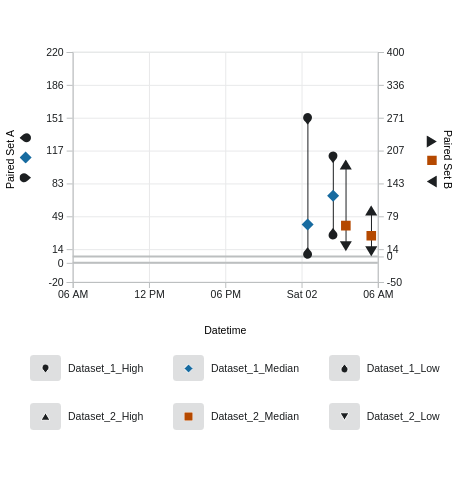 220
186
151
117
83
49
14
0
-20
400
336
271
207
143
79
14
0
-50
Paired Set A
Paired Set B
06 AM
12 PM
06 PM
Sat 02
06 AM
Datetime
Dataset_1_High
Dataset_1_Median
Dataset_1_Low
Dataset_2_High
Dataset_2_Median
Dataset_2_Low